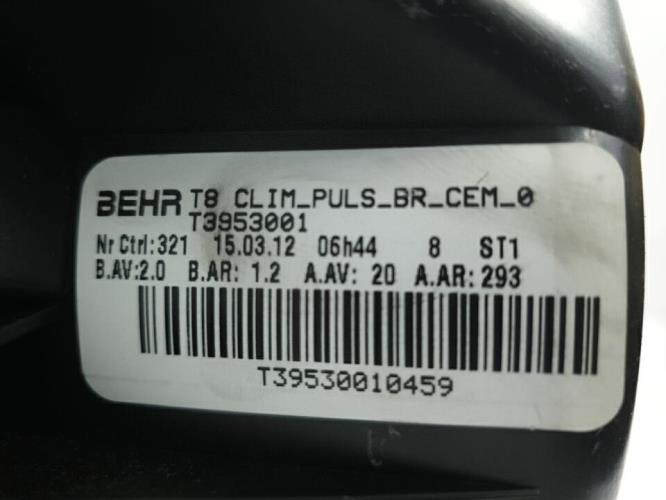 BEHR T8 CLIM_PULS_BR_CEM_0
T3953001
Nr Ctrl:321 15.03.12 06h44 8 ST1
B.AV:2.0 B.AR: 1.2 A.AV: 20 A.AR:293
T39530010459